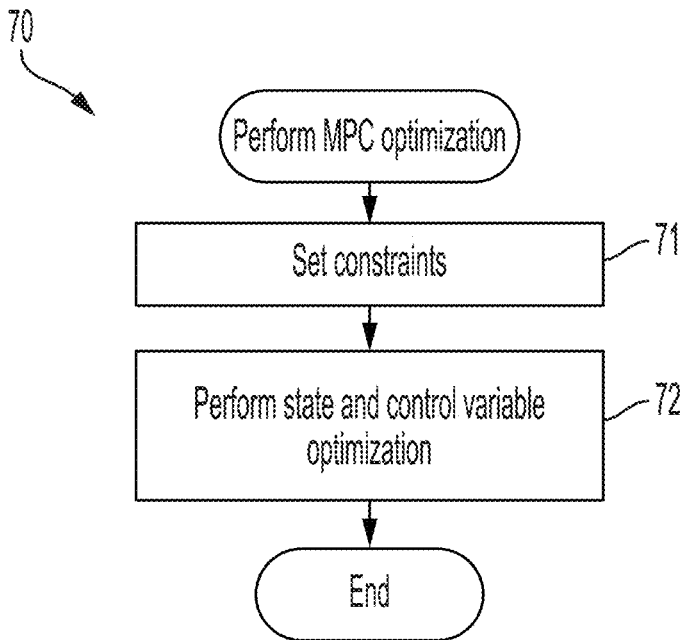 70
Perform MPC optimization
Set constraints
71
Perform state and control variable
optimization
72
End